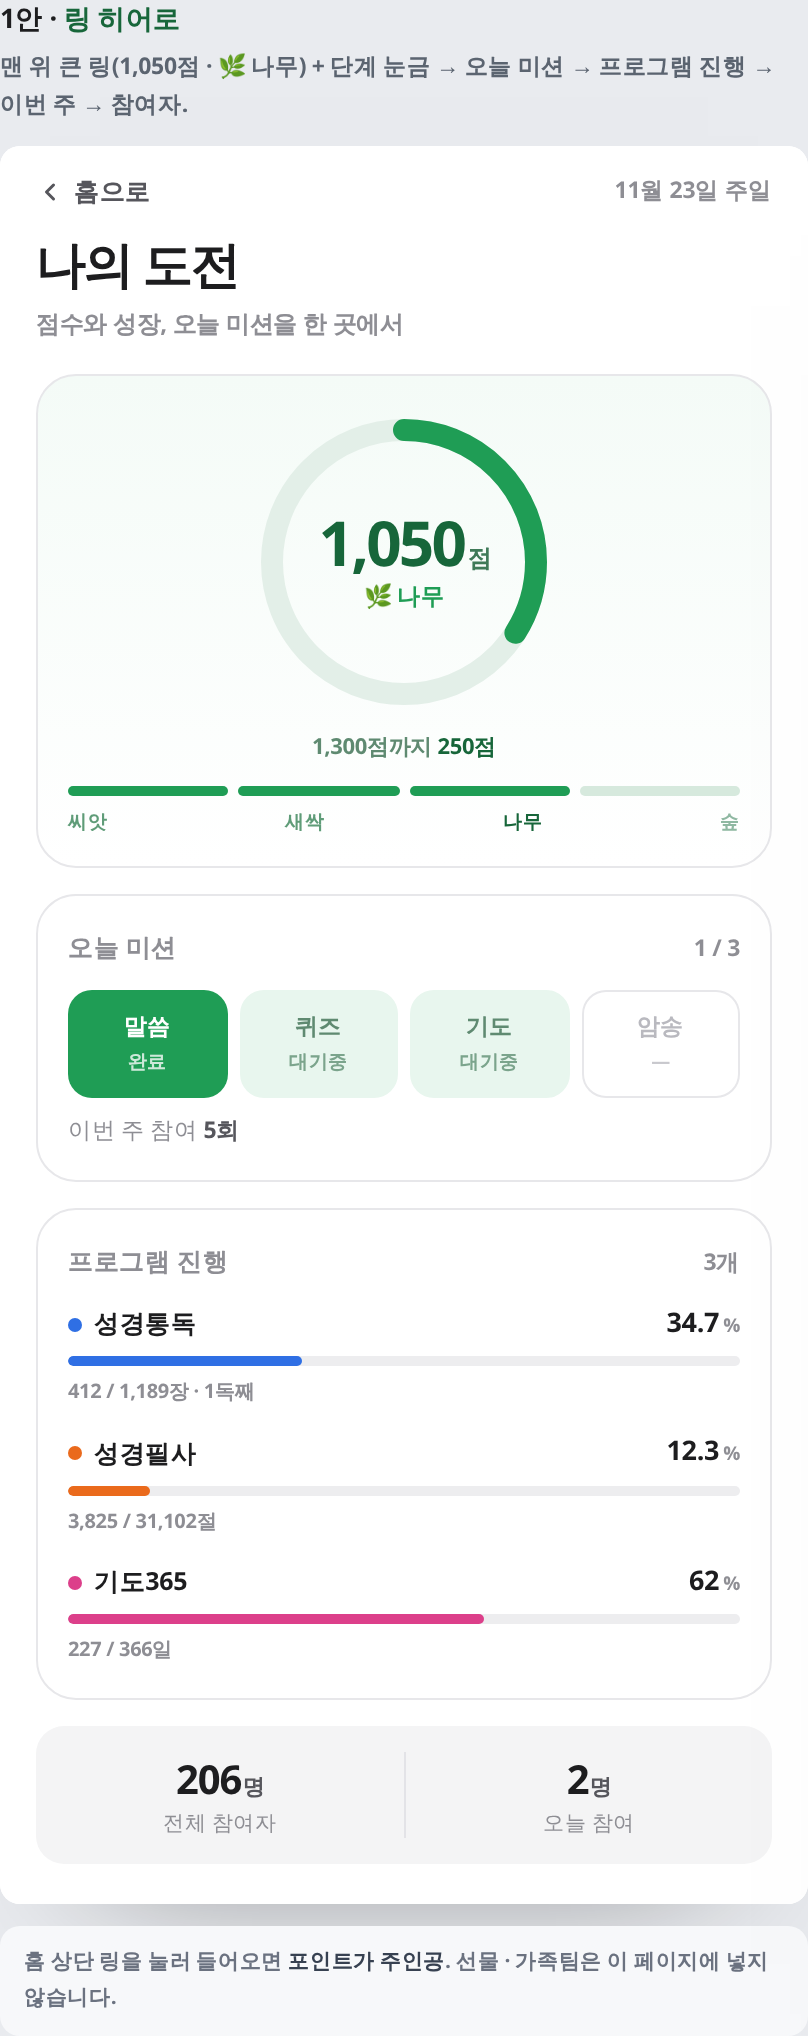 1안 · 링 히어로
맨 위 큰 링(1,050점 · 🌿 나무) + 단계 눈금 → 오늘 미션 → 프로그램 진행 →
이번 주 → 참여자.
홈으로
11월 23일 주일
나의 도전
점수와 성장, 오늘 미션을 한 곳에서
1,050점
🌿 나무
1,300점까지 250점
씨앗 새싹 나무 숲
오늘 미션 1 / 3
말씀 퀴즈 기도 암송
완료 대기중 대기중 —
이번 주 참여 5회
프로그램 진행 3개
성경통독 34.7 %
412 / 1,189장 · 1독째
성경필사 12.3 %
3,825 / 31,102절
기도365 62 %
227 / 366일
206명 2명
전체 참여자 오늘 참여
홈 상단 링을 눌러 들어오면 포인트가 주인공. 선물 · 가족팀은 이 페이지에 넣지
않습니다.